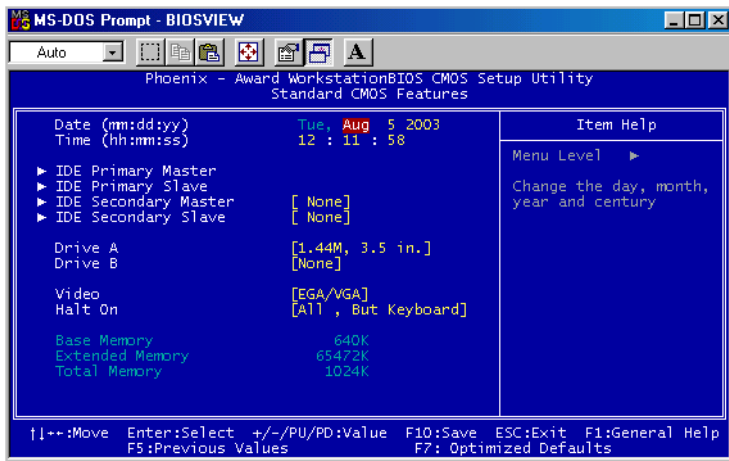 MS-DOS Prompt - BIOSVIEW
Auto
A
Phoenix - Award WorkstationBIOS CMOS Setup Utility
Standard CMOS Features
Date (mm:dd:yy) Tue, Aug 5 2003
Time (hh:mm:ss) 12 : 11 : 58
► IDE Primary Master
► IDE Primary Slave
► IDE Secondary Master [ None]
► IDE Secondary Slave [ None]
Drive A [1.44M, 3.5 in.]
Drive B [None]
Video [EGA/VGA]
Halt On [All , But Keyboard]
Base Memory 640K
Extended Memory 65472K
Total Memory 1024K
Item Help
Menu Level ►
Change the day, month,
year and century
↑↓++:Move Enter:Select +/-/PU/PD:Value F10:Save ESC:Exit F1:General Help
F5:Previous Values F7: Optimized Defaults